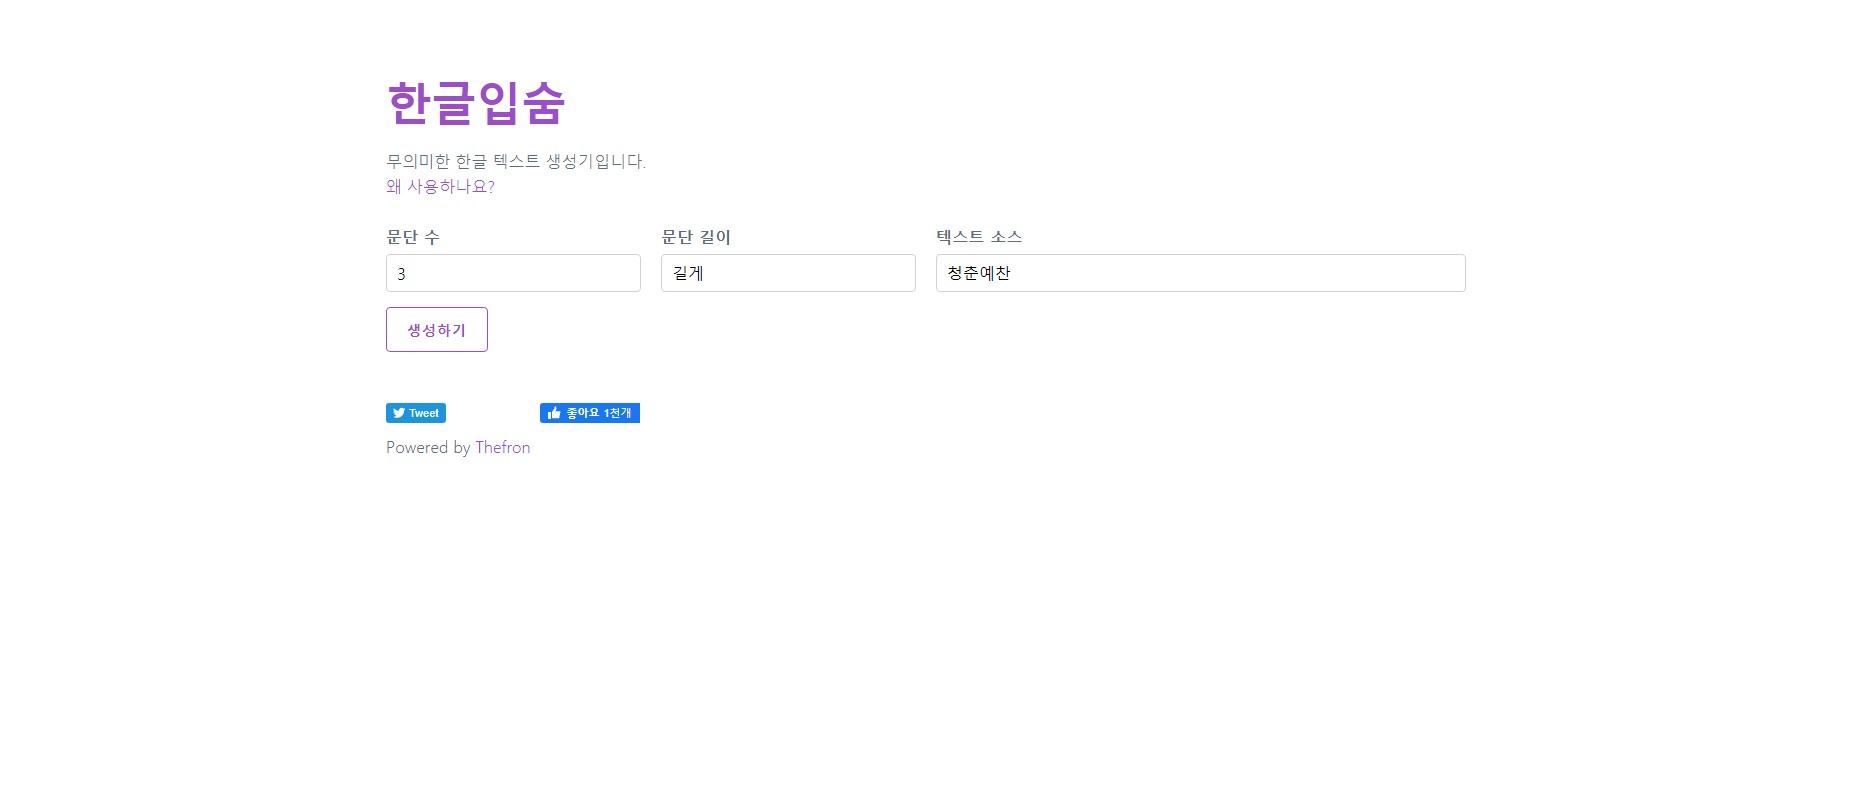 한글입숨
무의미한 한글 텍스트 생성기입니다.
왜 사용하나요?
문단 수 문단 길이 텍스트 소스
3 길게 청춘예찬
생성하기
Tweet 좋아요 1천개
Powered by Thefron